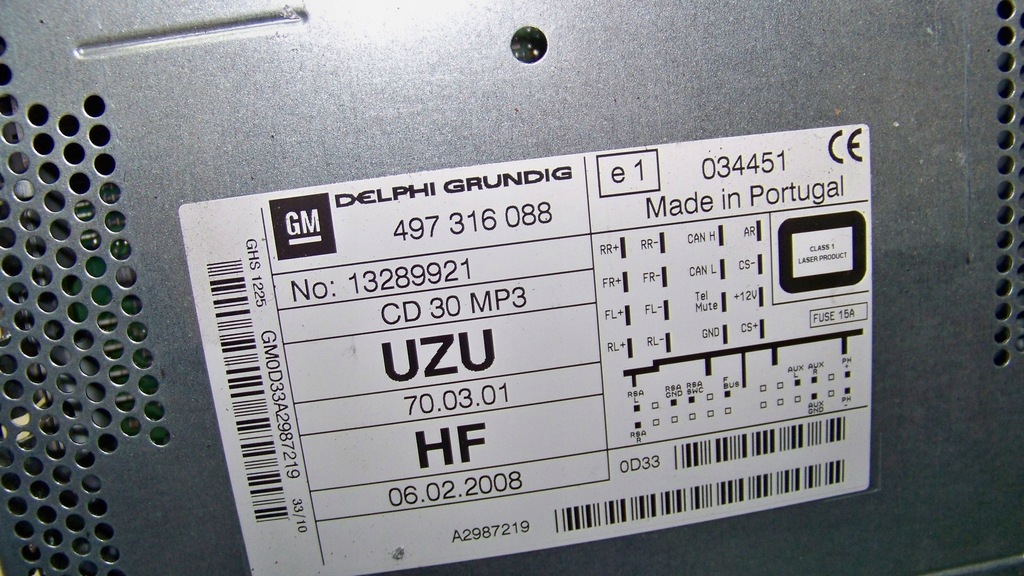 GM
DELPHI GRUNDIG
497 316 088
No: 13289921
CD 30 MP3
UZU
70.03.01
HF
06.02.2008
GHS 1225
GM0D33A2987219 33/10
e 1
034451
CE
Made in Portugal
RR+ RR- CAN H AR
FR+ FR- CAN L CS-
FL+ FL- Tel Mute +12V
RL+ RL- GND CS+
CLASS 1
LASER PRODUCT
FUSE 15A
RSA RSA GND RSA SWC F BUS AUX L AUX R PH +
RSA R AUX GND PH -
0D33
A2987219